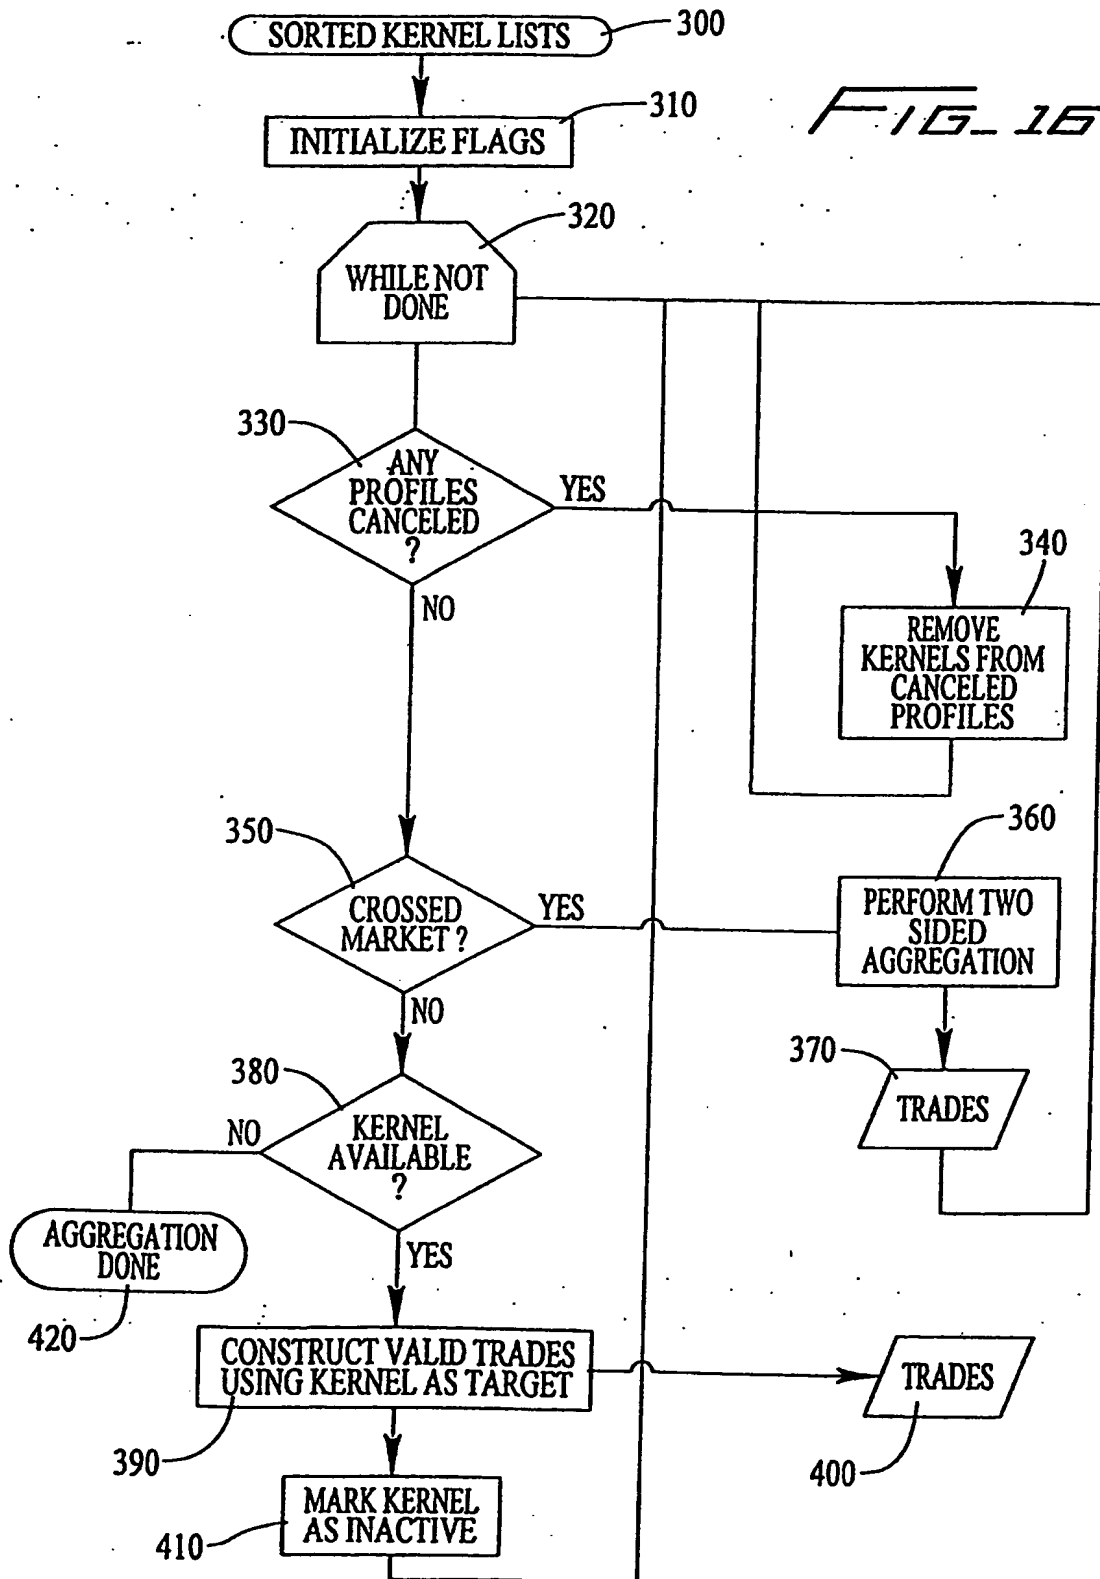 SORTED KERNEL LISTS
300
FIG_16
INITIALIZE FLAGS
310
WHILE NOT
DONE
320
330
ANY
PROFILES
CANCELED
?
YES
NO
340
REMOVE
KERNELS FROM
CANCELED
PROFILES
350
CROSSED
MARKET ?
YES
NO
360
PERFORM TWO
SIDED
AGGREGATION
370
TRADES
380
KERNEL
AVAILABLE
?
NO
YES
AGGREGATION
DONE
420
CONSTRUCT VALID TRADES
USING KERNEL AS TARGET
390
TRADES
400
MARK KERNEL
AS INACTIVE
410